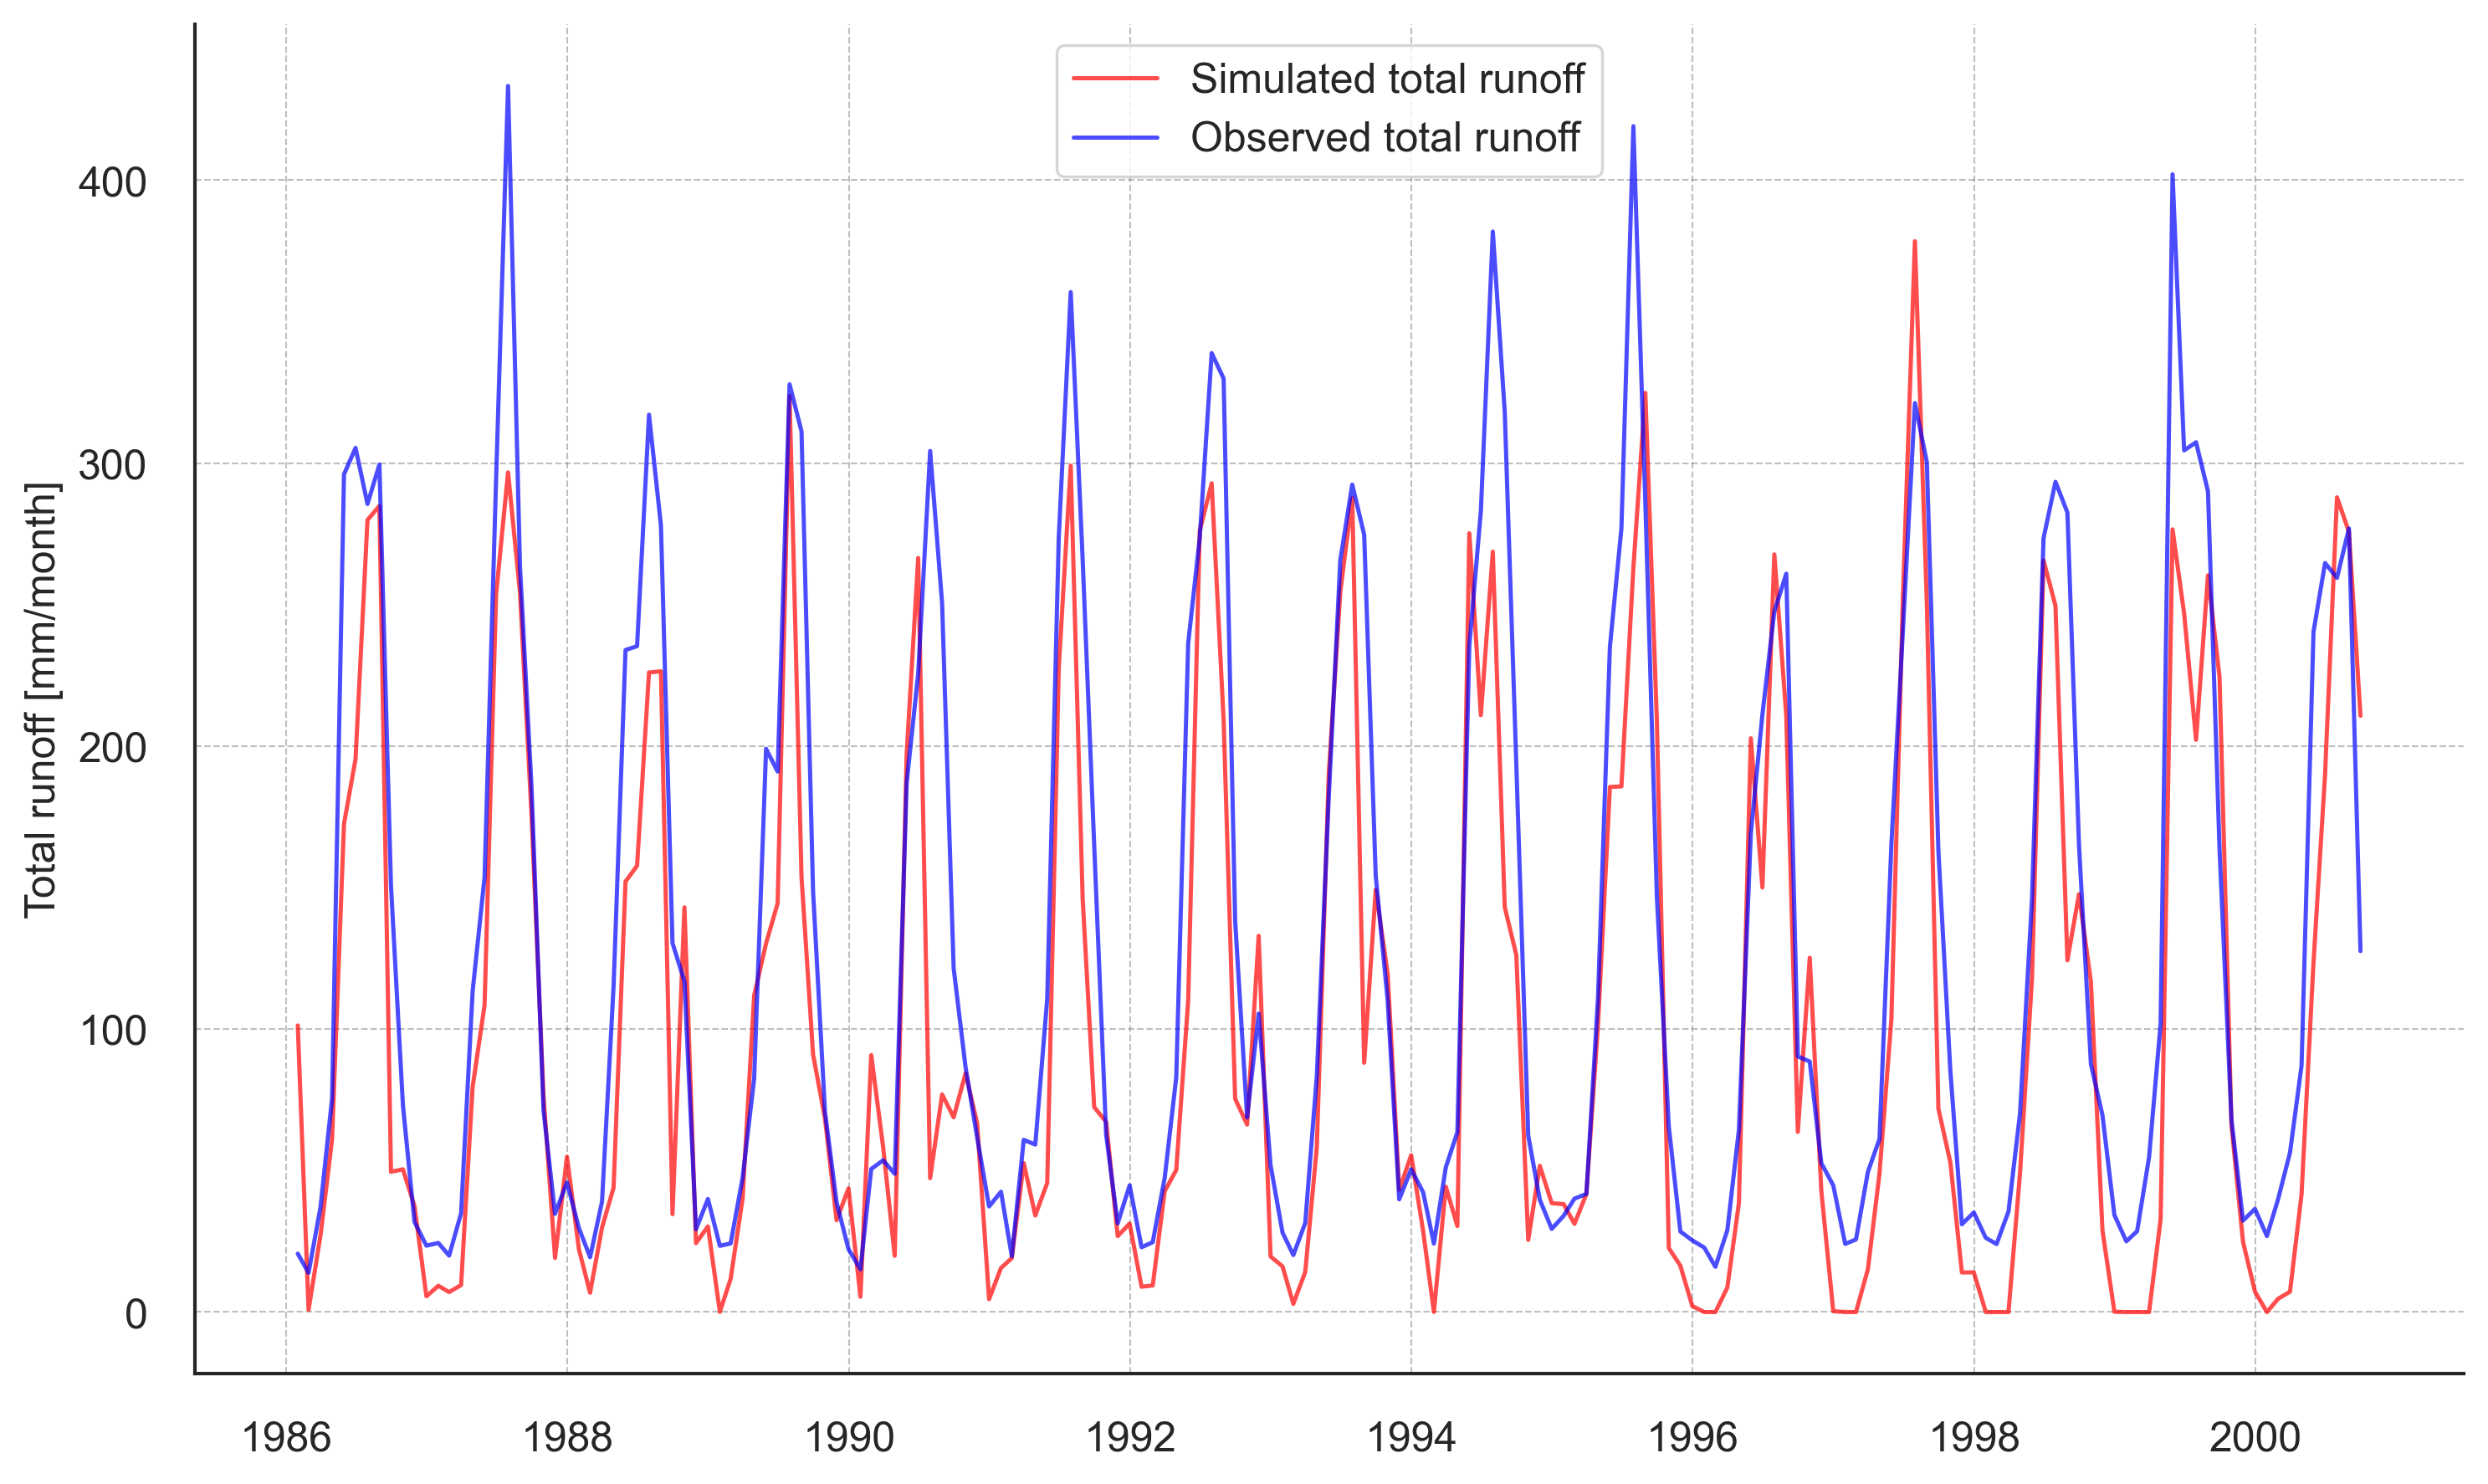 Simulated total runoff
Observed total runoff
Total runoff [mm/month]
400
300
200
100
0
1986 1988 1990 1992 1994 1996 1998 2000